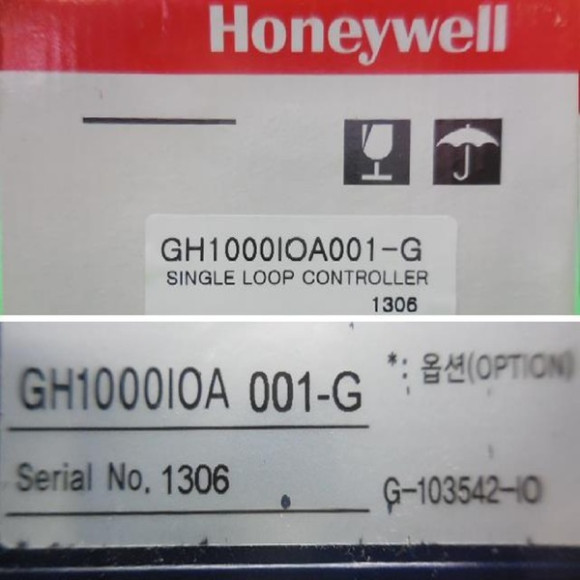 Honeywell
GH1000IOA001-G
SINGLE LOOP CONTROLLER
1306
GH1000IOA 001-G
*: 옵션(OPTION)
Serial No. 1306
G-103542-IO